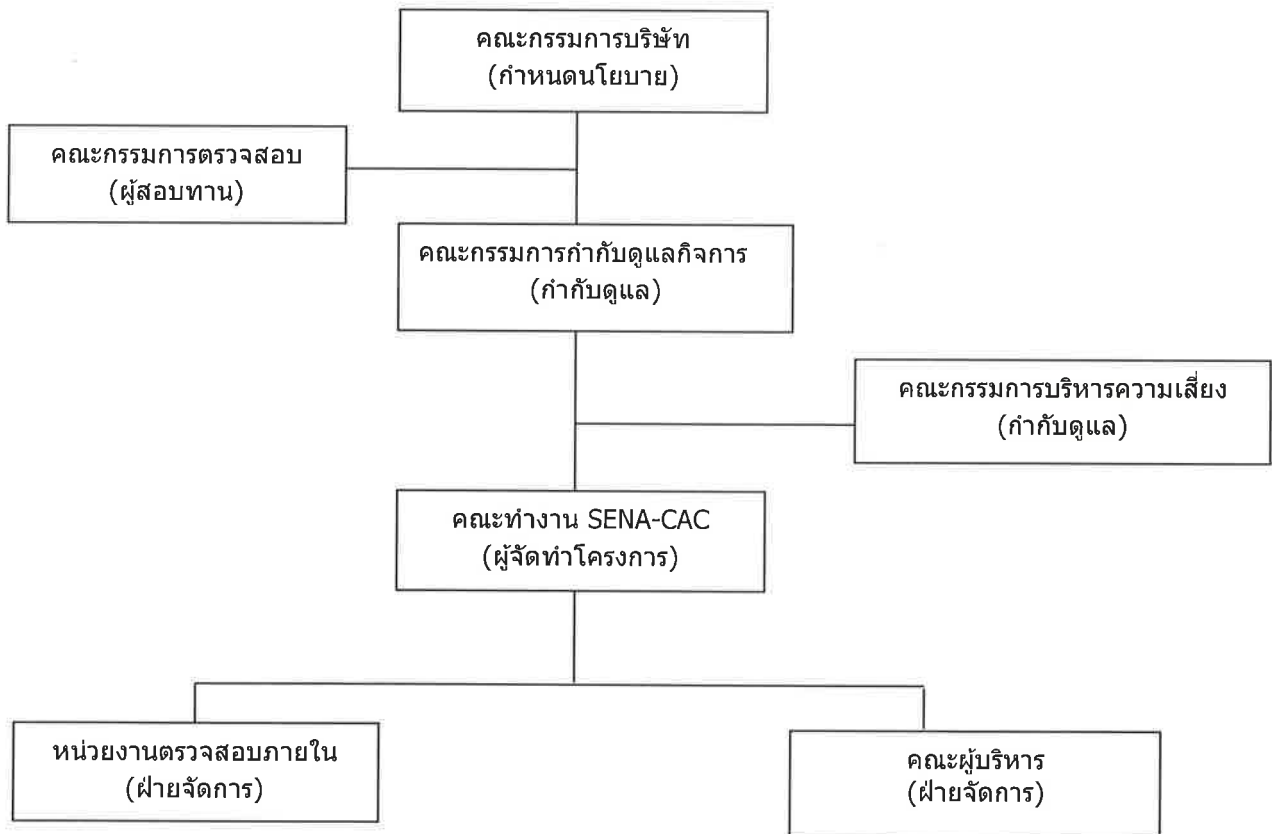 คณะกรรมการบริษัท
(กำหนดนโยบาย)
คณะกรรมการตรวจสอบ
(ผู้สอบทาน)
คณะกรรมการกำกับดูแลกิจการ
(กำกับดูแล)
คณะกรรมการบริหารความเสี่ยง
(กำกับดูแล)
คณะทำงาน SENA-CAC
(ผู้จัดทำโครงการ)
หน่วยงานตรวจสอบภายใน
(ฝ่ายจัดการ)
คณะผู้บริหาร
(ฝ่ายจัดการ)